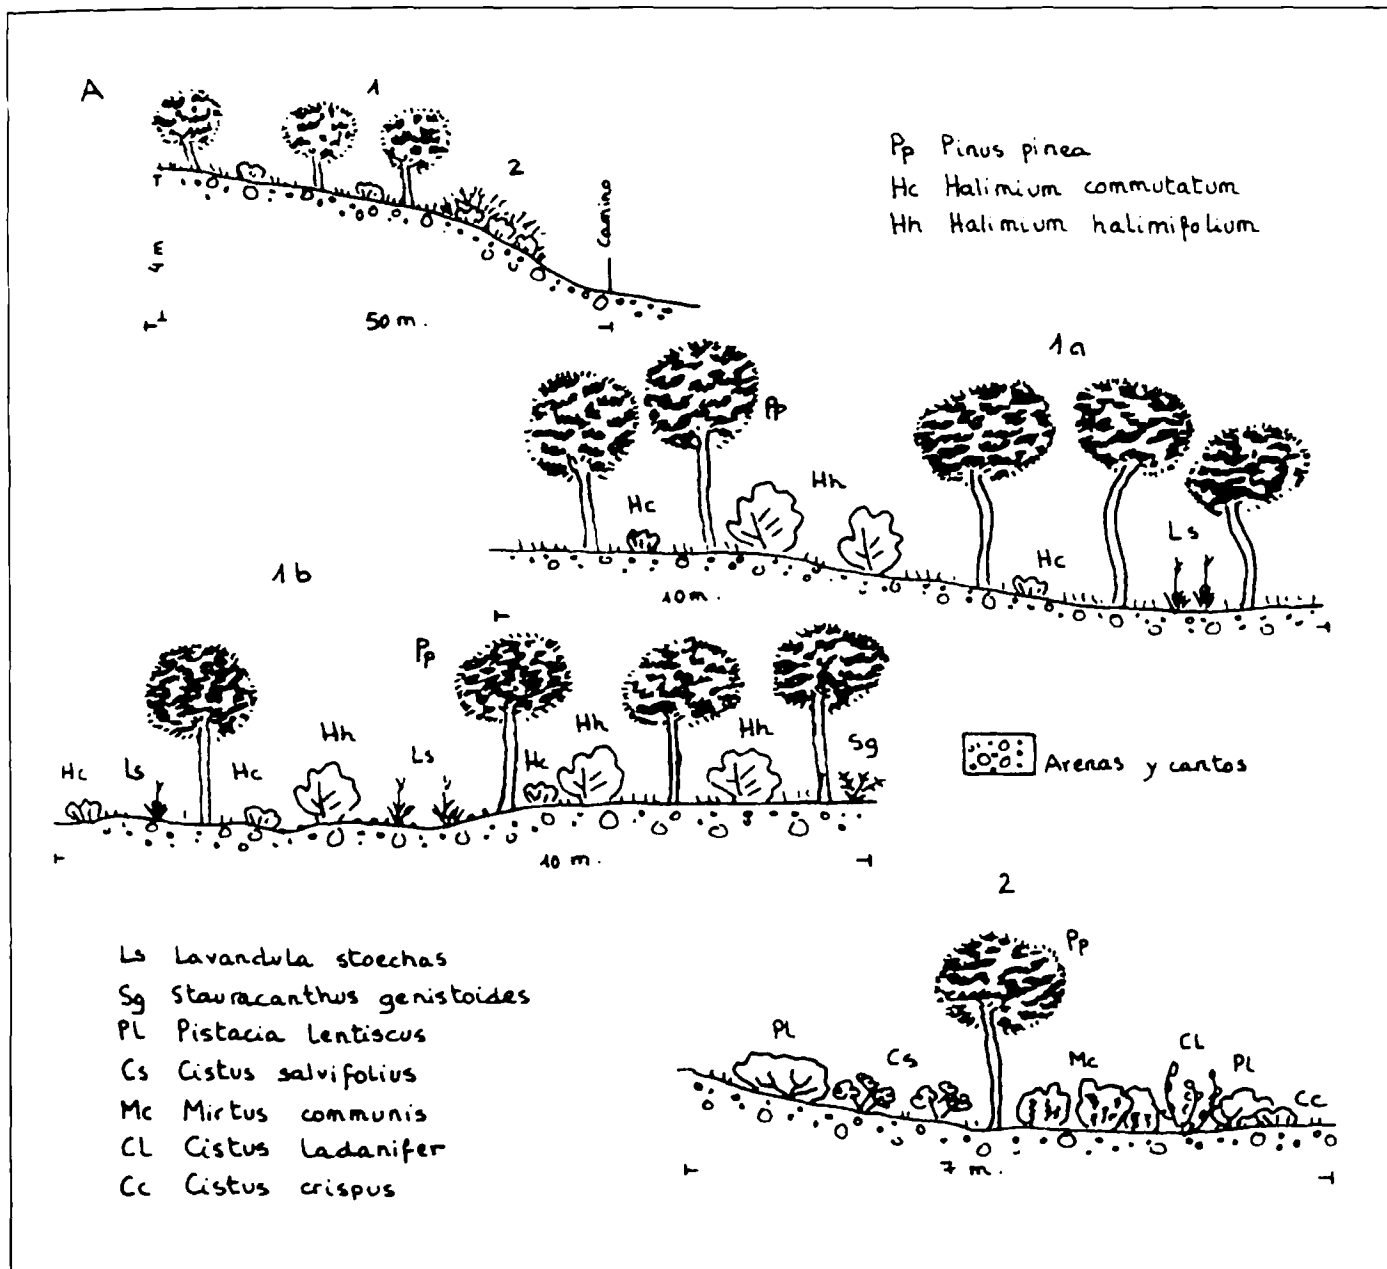 A
1
2
Camino
4 m
50 m.
Pp Pinus pinea
Hc Halimium commutatum
Hh Halimium halimifolium
1a
Pp
Hc
Hh
Hc
Ls
10 m.
1b
Hc
Ls
Hc
Hh
Ls
Pp
Hc
Hh
Hh
Sg
10 m.
Arenas y cantos
2
Pl
Cs
Pp
Mc
CL
Pl
Cc
7 m.
Ls Lavandula stoechas
Sg Stauracanthus genistoides
PL Pistacia Lentiscus
Cs Cistus salvifolius
Mc Mirtus communis
CL Cistus Ladanifer
Cc Cistus crispus